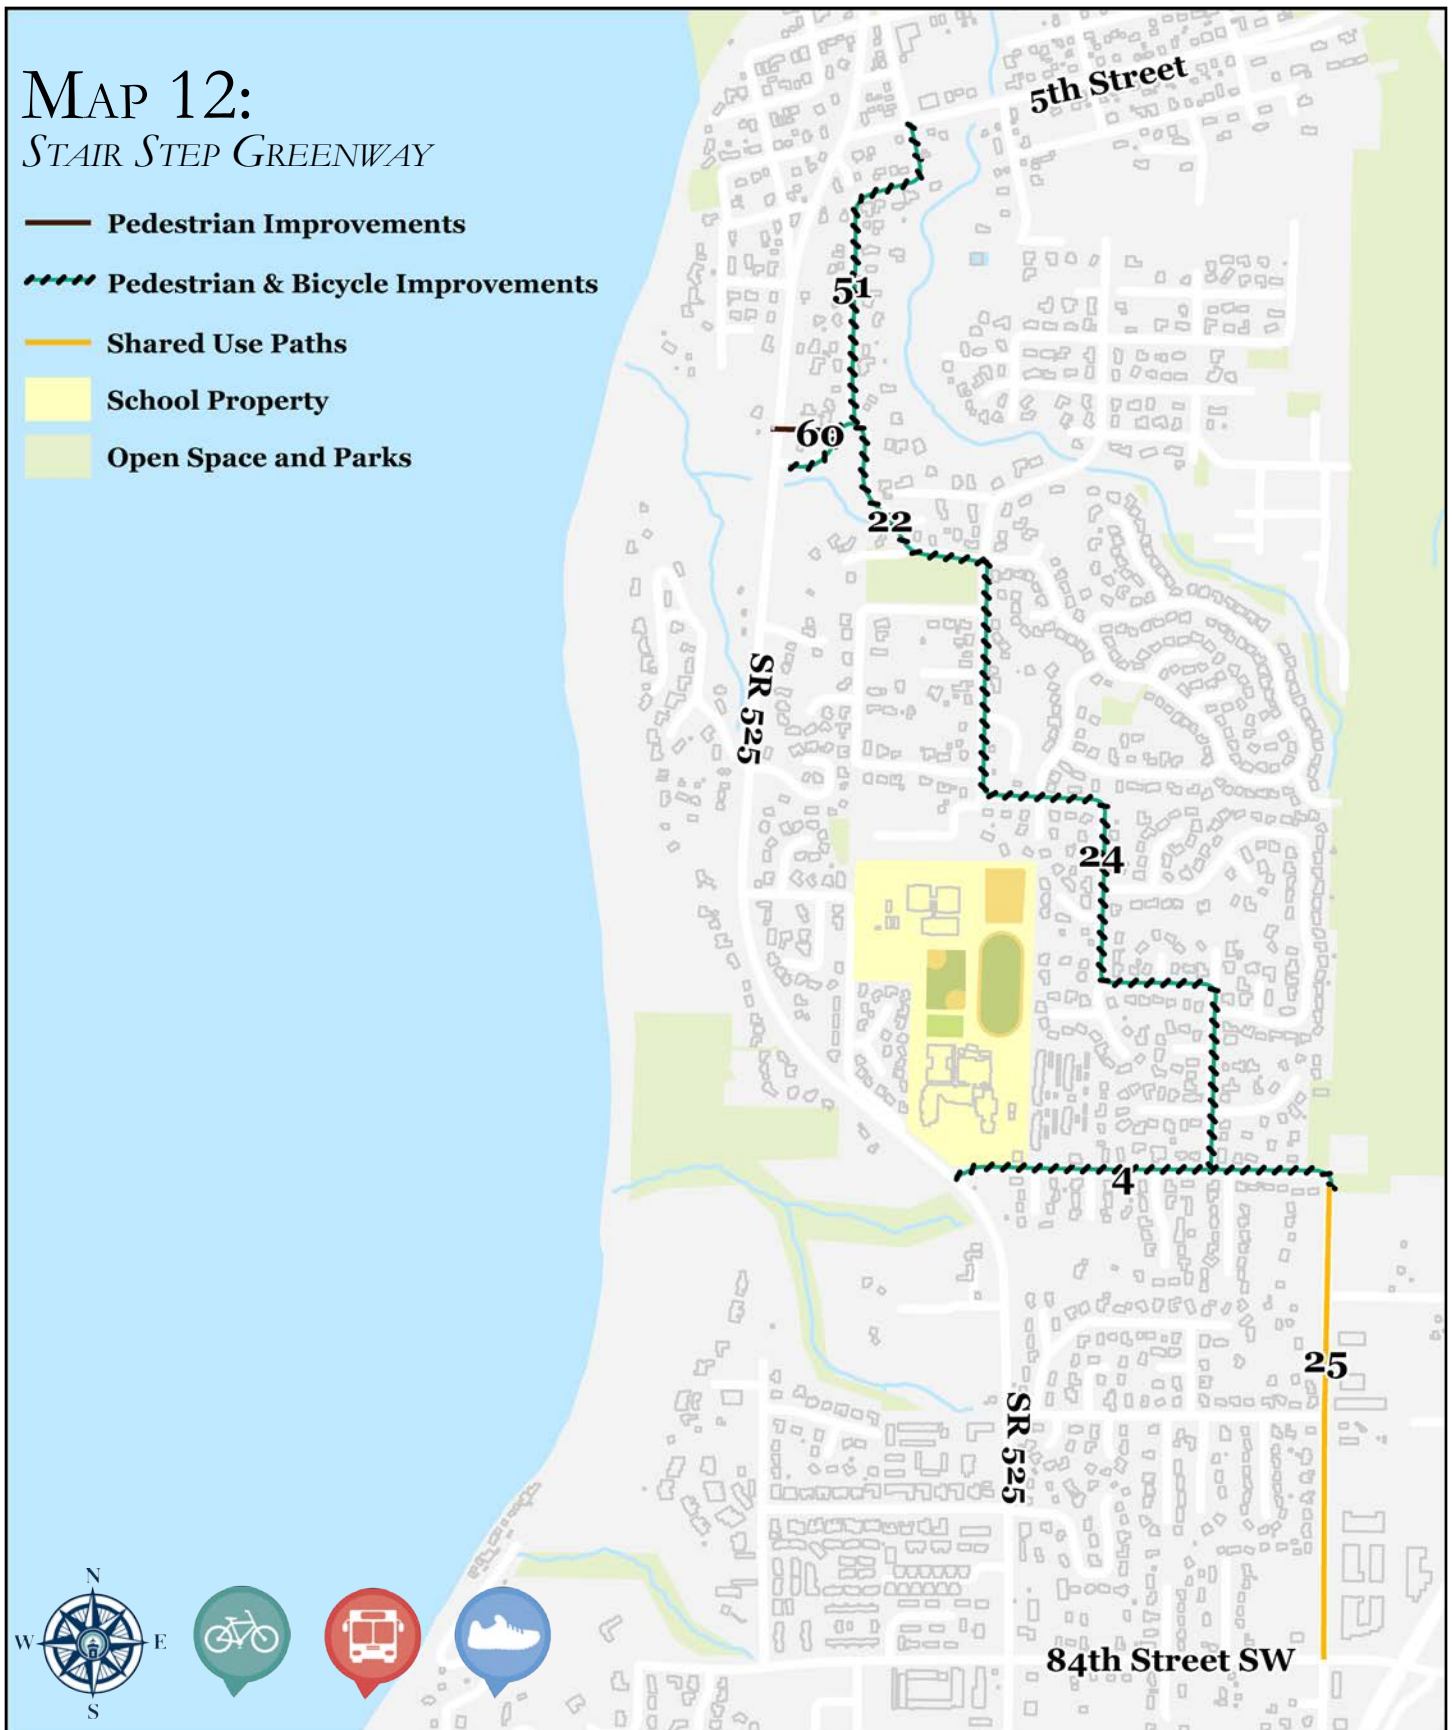 MAP 12:
STAIR STEP GREENWAY
Pedestrian Improvements
Pedestrian & Bicycle Improvements
Shared Use Paths
School Property
Open Space and Parks
5th Street
51
60
22
SR 525
24
4
25
SR 525
84th Street SW
N
W E
S